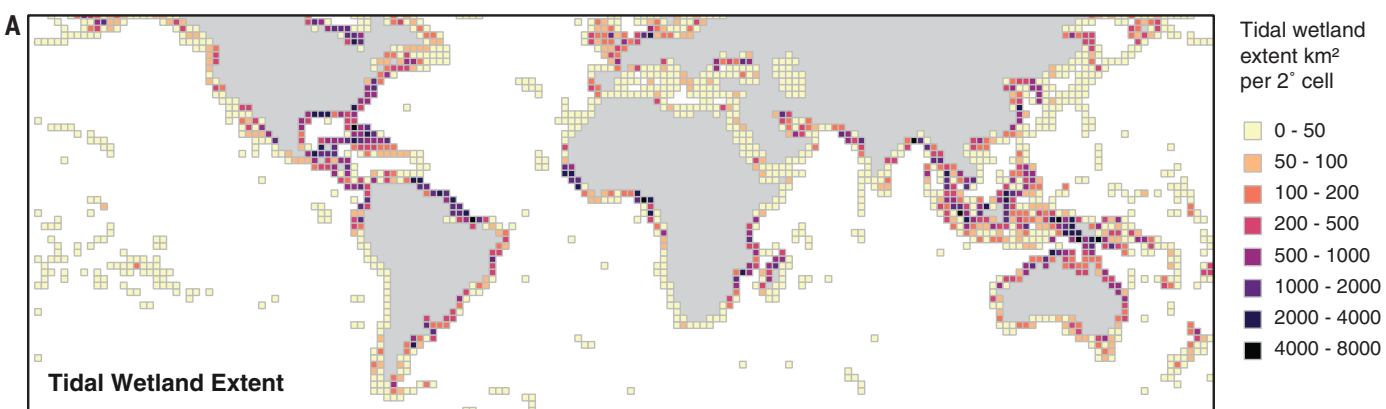 A
Tidal Wetland Extent
Tidal wetland
extent km²
per 2° cell
0 - 50
50 - 100
100 - 200
200 - 500
500 - 1000
1000 - 2000
2000 - 4000
4000 - 8000